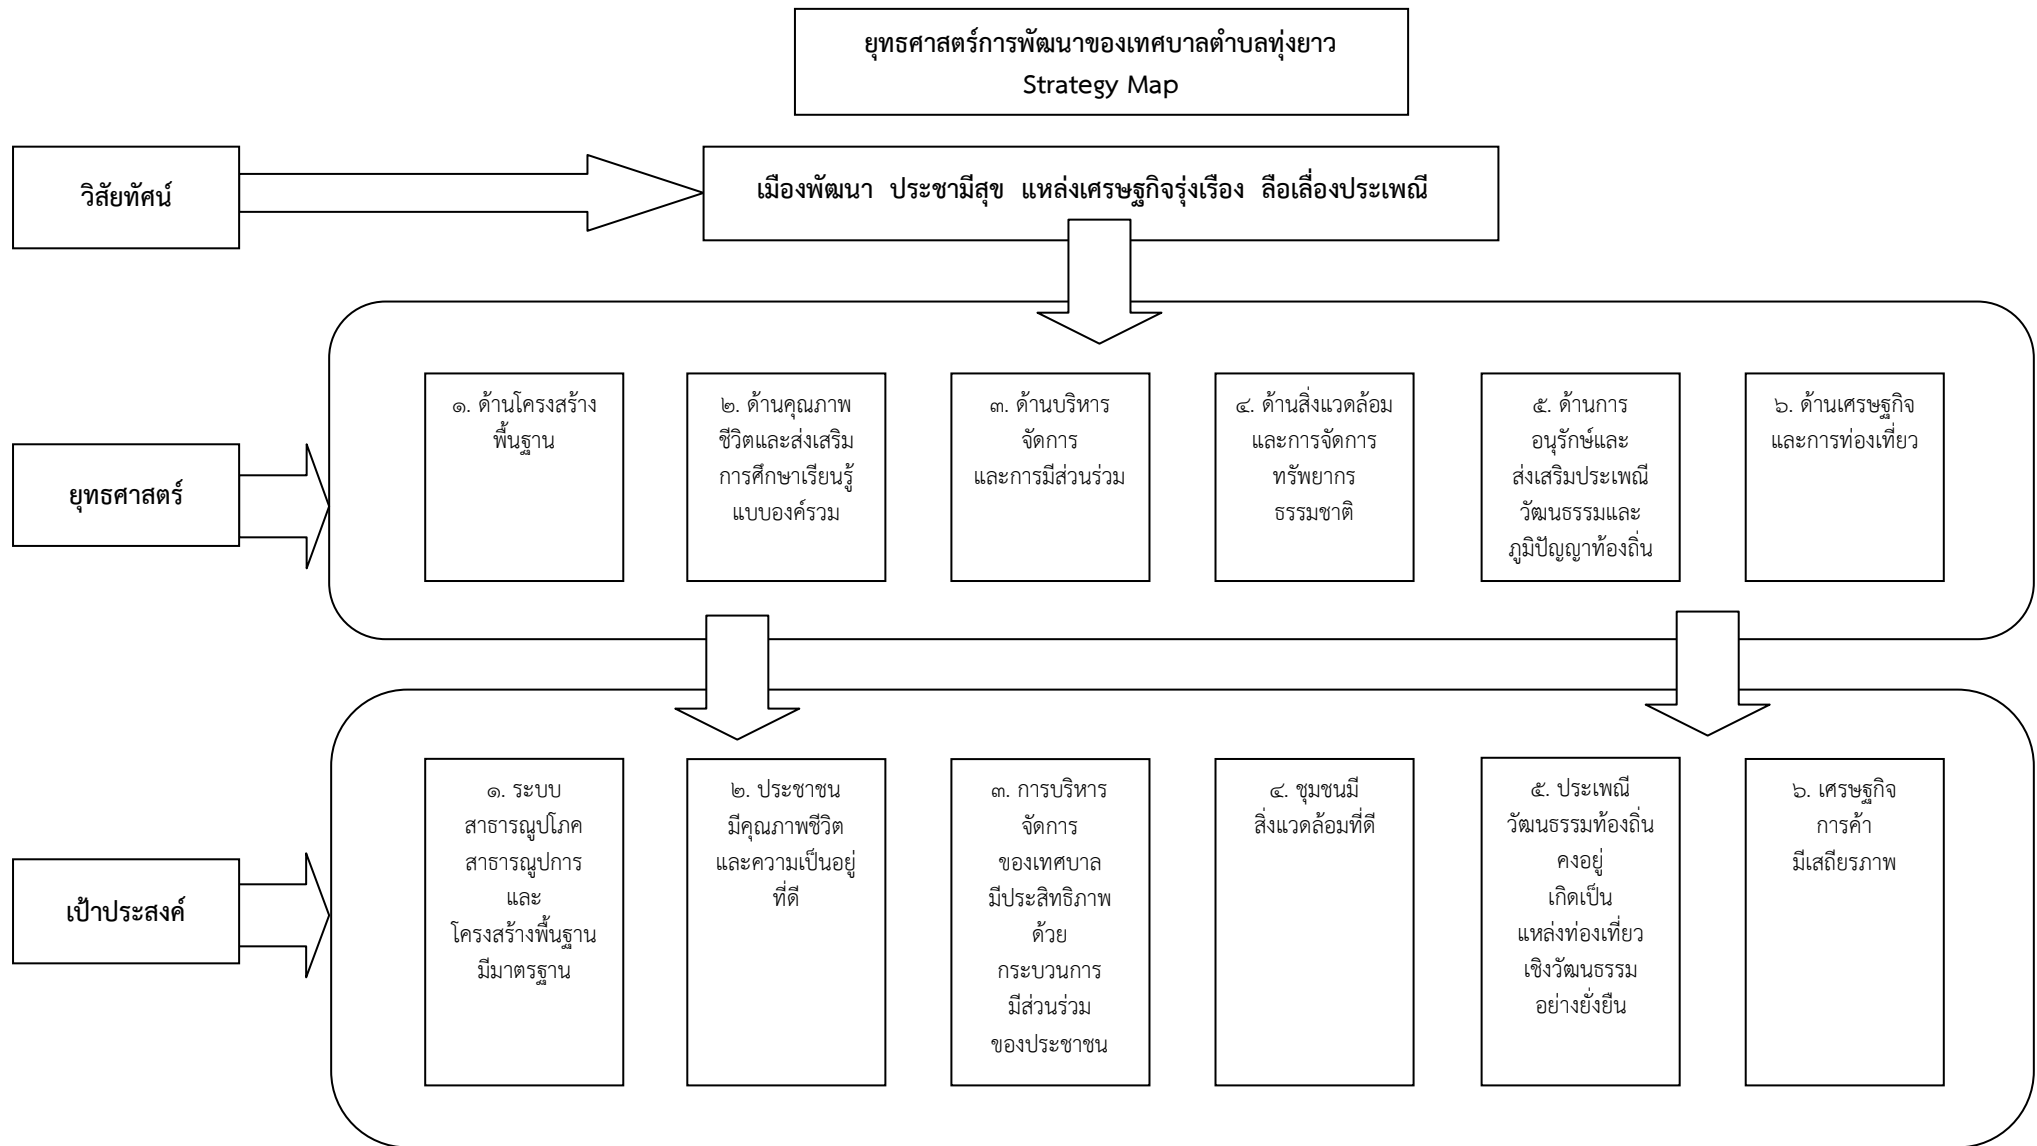 ยุทธศาสตร์การพัฒนาของเทศบาลตำบลทุ่งยาว
Strategy Map
วิสัยทัศน์
เมืองพัฒนา ประชามีสุข แหล่งเศรษฐกิจรุ่งเรือง ลือเลื่องประเพณี
ยุทธศาสตร์
๑. ด้านโครงสร้าง
พื้นฐาน
๒. ด้านคุณภาพ
ชีวิตและส่งเสริม
การศึกษาเรียนรู้
แบบองค์รวม
๓. ด้านบริหาร
จัดการ
และการมีส่วนร่วม
๔. ด้านสิ่งแวดล้อม
และการจัดการ
ทรัพยากร
ธรรมชาติ
๕. ด้านการ
อนุรักษ์และ
ส่งเสริมประเพณี
วัฒนธรรมและ
ภูมิปัญญาท้องถิ่น
๖. ด้านเศรษฐกิจ
และการท่องเที่ยว
เป้าประสงค์
๑. ระบบ
สาธารณูปโภค
สาธารณูปการ
และ
โครงสร้างพื้นฐาน
มีมาตรฐาน
๒. ประชาชน
มีคุณภาพชีวิต
และความเป็นอยู่
ที่ดี
๓. การบริหาร
จัดการ
ของเทศบาล
มีประสิทธิภาพ
ด้วย
กระบวนการ
มีส่วนร่วม
ของประชาชน
๔. ชุมชนมี
สิ่งแวดล้อมที่ดี
๕. ประเพณี
วัฒนธรรมท้องถิ่น
คงอยู่
เกิดเป็น
แหล่งท่องเที่ยว
เชิงวัฒนธรรม
อย่างยั่งยืน
๖. เศรษฐกิจ
การค้า
มีเสถียรภาพ